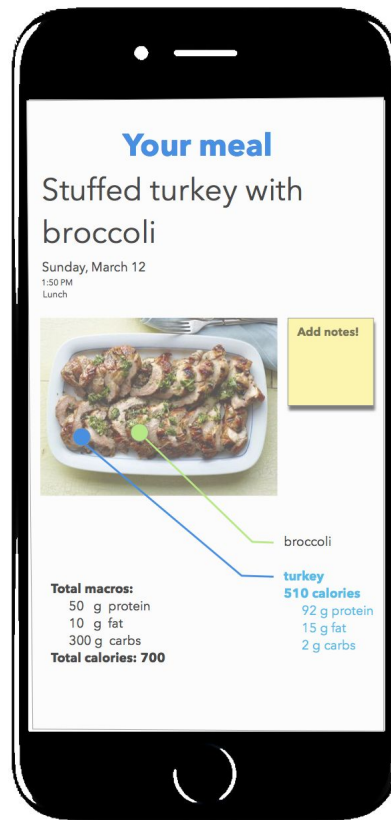 Your meal
Stuffed turkey with
broccoli
Sunday, March 12
1:50 PM
Lunch
Add notes!
broccoli
turkey
510 calories
92 g protein
15 g fat
2 g carbs
Total macros:
50 g protein
10 g fat
300 g carbs
Total calories: 700